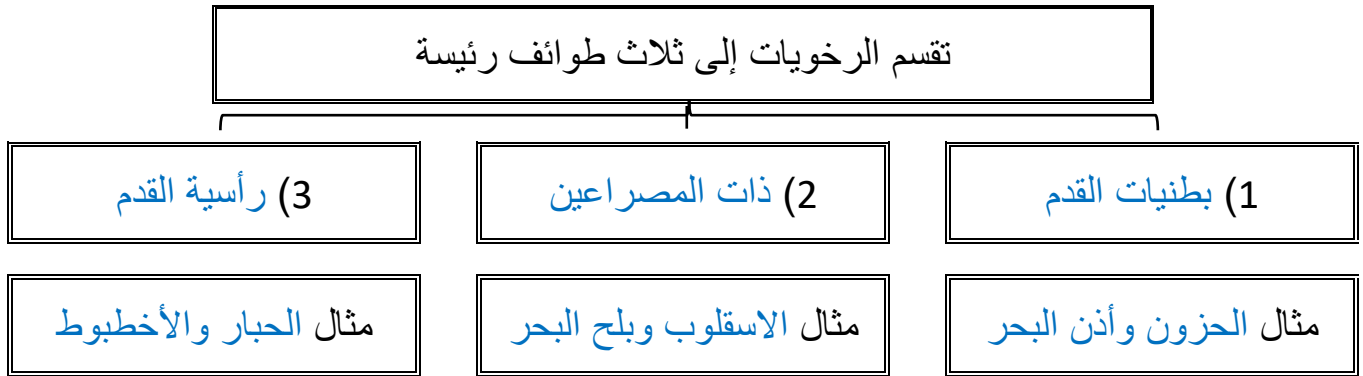 تقسم الرخويات إلى ثلاث طوائف رئيسة
1) بطنيات القدم
2) ذات المصراعين
3) رأسية القدم
مثال الحزون وأذن البحر
مثال الاسقلوب وبلح البحر
مثال الحبار والأخطبوط